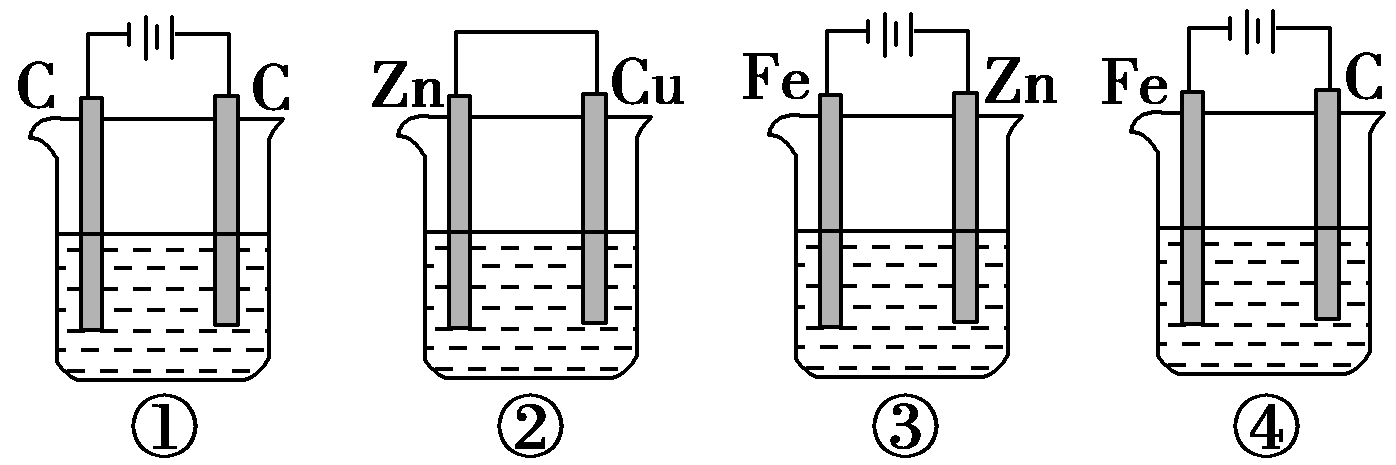 C C Zn Cu Fe Zn Fe C
① ② ③ ④